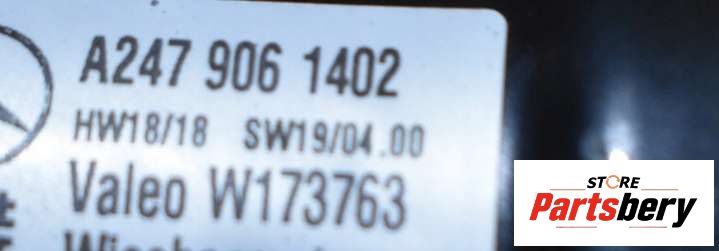 A247 906 1402
HW18/18 SW19/04.00
Valeo W173763
STORE
Partsbery